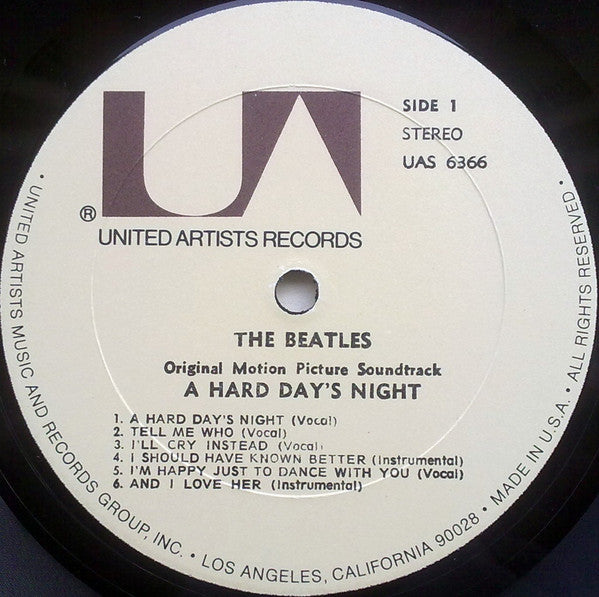 UA
SIDE 1
STEREO
UAS 6366
®
UNITED ARTISTS RECORDS
THE BEATLES
Original Motion Picture Soundtrack
A HARD DAY'S NIGHT
1. A HARD DAY'S NIGHT (Vocal)
2. TELL ME WHO (Vocal)
3. I'LL CRY INSTEAD (Vocal)
4. I SHOULD HAVE KNOWN BETTER (Instrumental)
5. I'M HAPPY JUST TO DANCE WITH YOU (Vocal)
6. AND I LOVE HER (Instrumental)
• UNITED ARTISTS MUSIC AND RECORDS GROUP, INC. • LOS ANGELES, CALIFORNIA 90028 • MADE IN U.S.A. • ALL RIGHTS RESERVED •